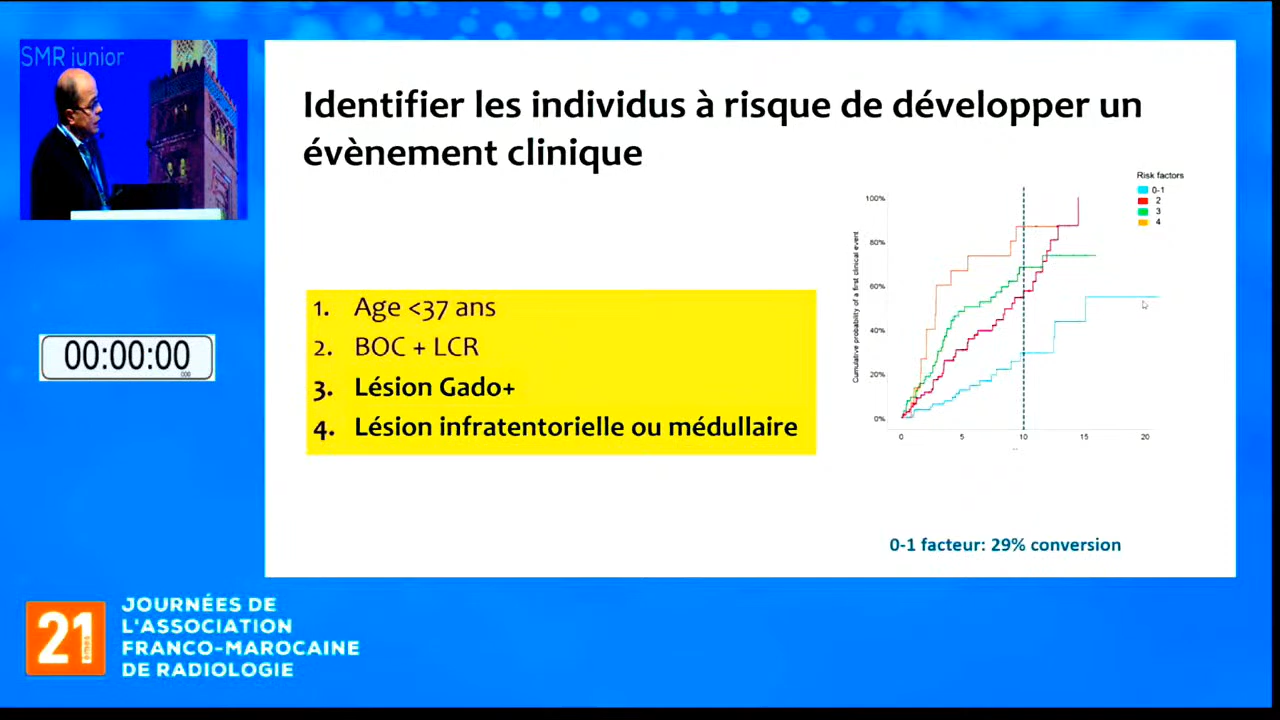 SMR junior
Identifier les individus à risque de développer un
évènement clinique
1. Age <37 ans
2. BOC + LCR
3. Lésion Gado+
4. Lésion infratentorielle ou médullaire
Risk factors
0-1
2
3
4
Cumulative probability of a first clinical event
100%
80%
60%
40%
20%
0%
0
5
10
15
20
0-1 facteur: 29% conversion
00:00:00
000
21
èmes
JOURNÉES DE
L'ASSOCIATION
FRANCO-MAROCAINE
DE RADIOLOGIE